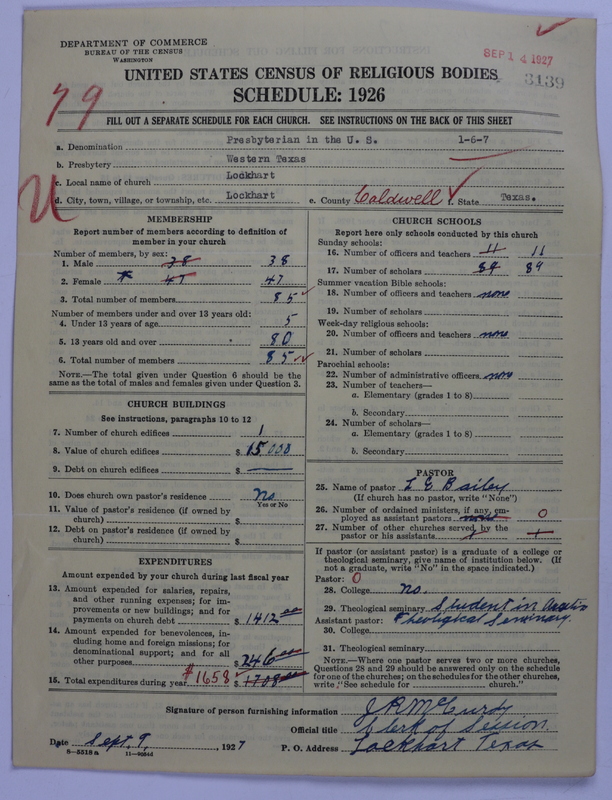 DEPARTMENT OF COMMERCE
BUREAU OF THE CENSUS
WASHINGTON
SEP 14 1927
3139
UNITED STATES CENSUS OF RELIGIOUS BODIES
SCHEDULE: 1926
79
FILL OUT A SEPARATE SCHEDULE FOR EACH CHURCH. SEE INSTRUCTIONS ON THE BACK OF THIS SHEET
a. Denomination Presbyterian in the U. S. 1-6-7
b. Presbytery Western Texas
c. Local name of church Lockhart
d. City, town, village, or township, etc. Lockhart e. County Caldwell f. State Texas.
MEMBERSHIP
Report number of members according to definition of
member in your church
Number of members, by sex:
1. Male 38 38
2. Female * 47 47
3. Total number of members 85
Number of members under and over 13 years old:
4. Under 13 years of age 5
5. 13 years old and over 80
6. Total number of members 85
NOTE.—The total given under Question 6 should be
same as the total of males and females given under Question 3.
CHURCH BUILDINGS
See instructions, paragraphs 10 to 12
7. Number of church edifices 1
8. Value of church edifices $ 15,000
9. Debt on church edifices $ —
10. Does church own pastor's residence No
Yes or No
11. Value of pastor's residence (if owned by
church) $
12. Debt on pastor's residence (if owned by
church) $
EXPENDITURES
Amount expended by your church during last fiscal year
13. Amount expended for salaries, repairs,
and other running expenses; for im-
provements or new buildings; and for
payments on church debt $ 1412 00
14. Amount expended for benevolences, in-
cluding home and foreign missions; for
denominational support; and for all
other purposes $ 246 00
15. Total expenditures during year $1658 $ 1708 00
CHURCH SCHOOLS
Report here only schools conducted by this church
Sunday schools:
16. Number of officers and teachers 11 11
17. Number of scholars 89 89
Summer vacation Bible schools:
18. Number of officers and teachers none
19. Number of scholars
Week-day religious schools:
20. Number of officers and teachers none
21. Number of scholars
Parochial schools:
22. Number of administrative officers none
23. Number of teachers—
a. Elementary (grades 1 to 8)
b. Secondary
24. Number of scholars—
a. Elementary (grades 1 to 8)
b. Secondary
PASTOR
25. Name of pastor L E Bailey
(If church has no pastor, write "None")
26. Number of ordained ministers, if any, em-
ployed as assistant pastors none 0
27. Number of other churches served by the
pastor or his assistants 1 1
If pastor (or assistant pastor) is a graduate of a college or
theological seminary, give name of institution below. (If
not a graduate, write "No" in the space indicated.)
Pastor: 0
28. College no.
29. Theological seminary Student in Austin
Assistant pastor: Theological Seminary.
30. College
31. Theological seminary
NOTE.—Where one pastor serves two or more churches,
Questions 28 and 29 should be answered only on the schedule
for one of the churches; on the schedules for the other churches,
write, "See schedule for church."
Signature of person furnishing information J R McCurdy
Official title Clerk of Session.
Date Sept. 9, 1927 P. O. Address Lockhart Texas
8—5518a 11—9054d